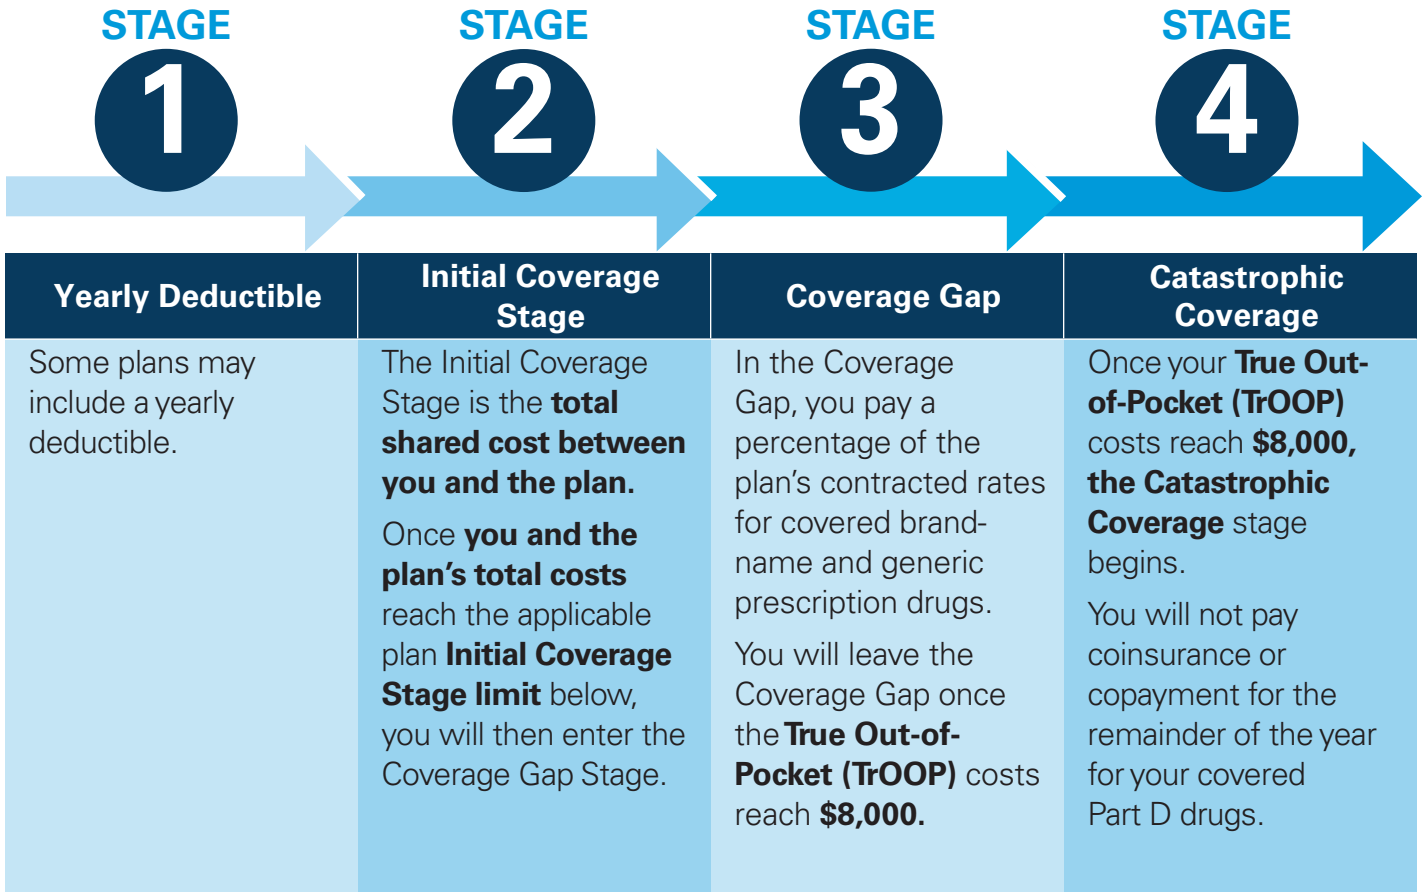 STAGE
1
STAGE
2
STAGE
3
STAGE
4
Yearly Deductible
Initial Coverage
Stage
Coverage Gap
Catastrophic
Coverage
Some plans may
include a yearly
deductible.
The Initial Coverage
Stage is the total
shared cost between
you and the plan.
Once you and the
plan’s total costs
reach the applicable
plan Initial Coverage
Stage limit below,
you will then enter the
Coverage Gap Stage.
In the Coverage
Gap, you pay a
percentage of the
plan’s contracted rates
for covered brand-
name and generic
prescription drugs.
You will leave the
Coverage Gap once
the True Out-of-
Pocket (TrOOP) costs
reach $8,000.
Once your True Out-
of-Pocket (TrOOP)
costs reach $8,000,
the Catastrophic
Coverage stage
begins.
You will not pay
coinsurance or
copayment for the
remainder of the year
for your covered
Part D drugs.